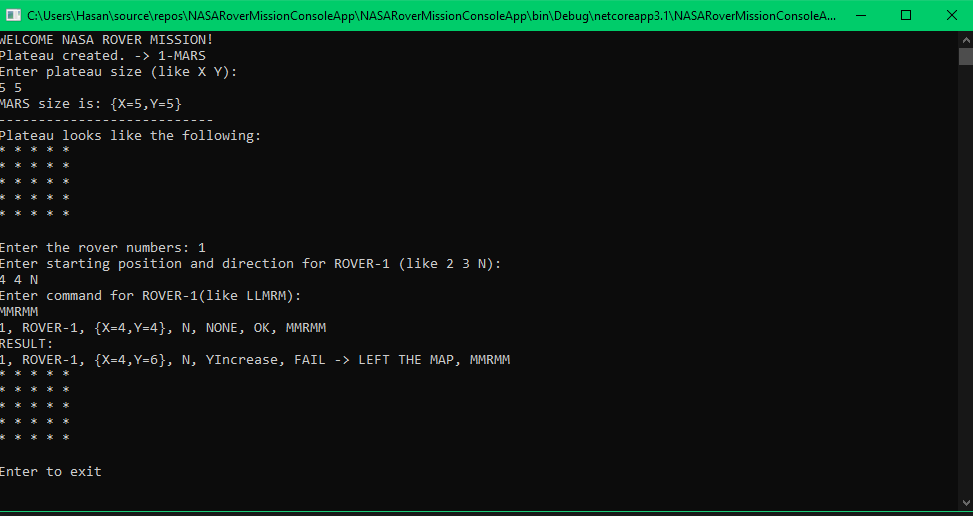 C:\Users\Hasan\source\repos\NASARoverMissionConsoleApp\NASARoverMissionConsoleApp\bin\Debug\netcoreapp3.1\NASARoverMissionConsoleA...
WELCOME NASA ROVER MISSION!
Plateau created. -> 1-MARS
Enter plateau size (like X Y):
5 5
MARS size is: {X=5,Y=5}
---------------------------
Plateau looks like the following:
* * * * *
* * * * *
* * * * *
* * * * *
* * * * *
Enter the rover numbers: 1
Enter starting position and direction for ROVER-1 (like 2 3 N):
4 4 N
Enter command for ROVER-1(like LLMRM):
MMRMM
1, ROVER-1, {X=4,Y=4}, N, NONE, OK, MMRMM
RESULT:
1, ROVER-1, {X=4,Y=6}, N, YIncrease, FAIL -> LEFT THE MAP, MMRMM
* * * * *
* * * * *
* * * * *
* * * * *
* * * * *
Enter to exit